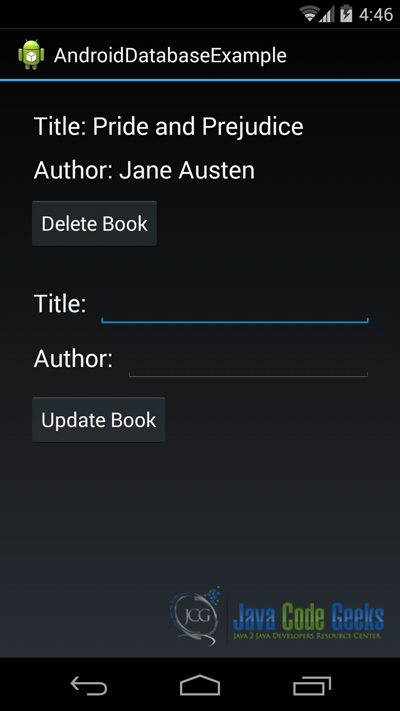 4:46
AndroidDatabaseExample
Title: Pride and Prejudice
Author: Jane Austen
Delete Book
Title:
Author:
Update Book
JCG
Java Code Geeks
JAVA 2 JAVA DEVELOPERS RESOURCE CENTER